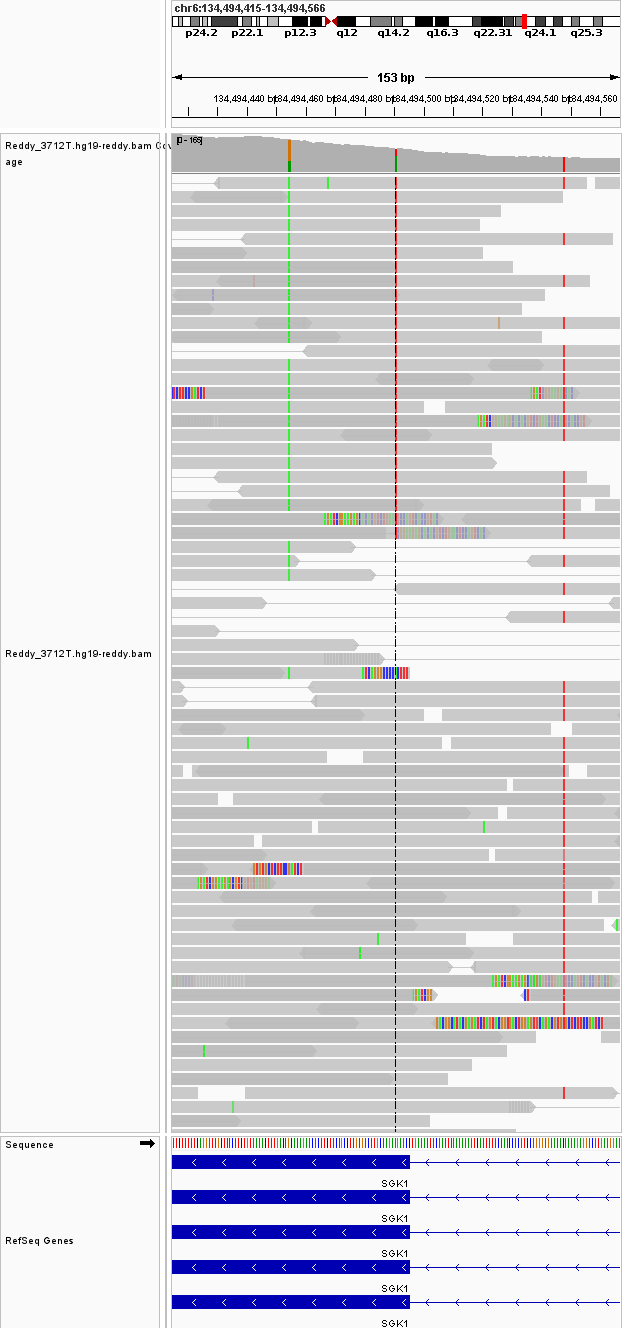 chr6:134,494,415-134,494,566
p24.2 p22.1 p12.3 q12 q14.2 q16.3 q22.31 q24.1 q25.3
153 bp
134,494,440 bp 134,494,460 bp 134,494,480 bp 134,494,500 bp 134,494,520 bp 134,494,540 bp 134,494,560
Reddy_3712T.hg19-reddy.bam Cov
age
[0 - 165]
Reddy_3712T.hg19-reddy.bam
Sequence
SGK1
SGK1
RefSeq Genes
SGK1
SGK1
SGK1